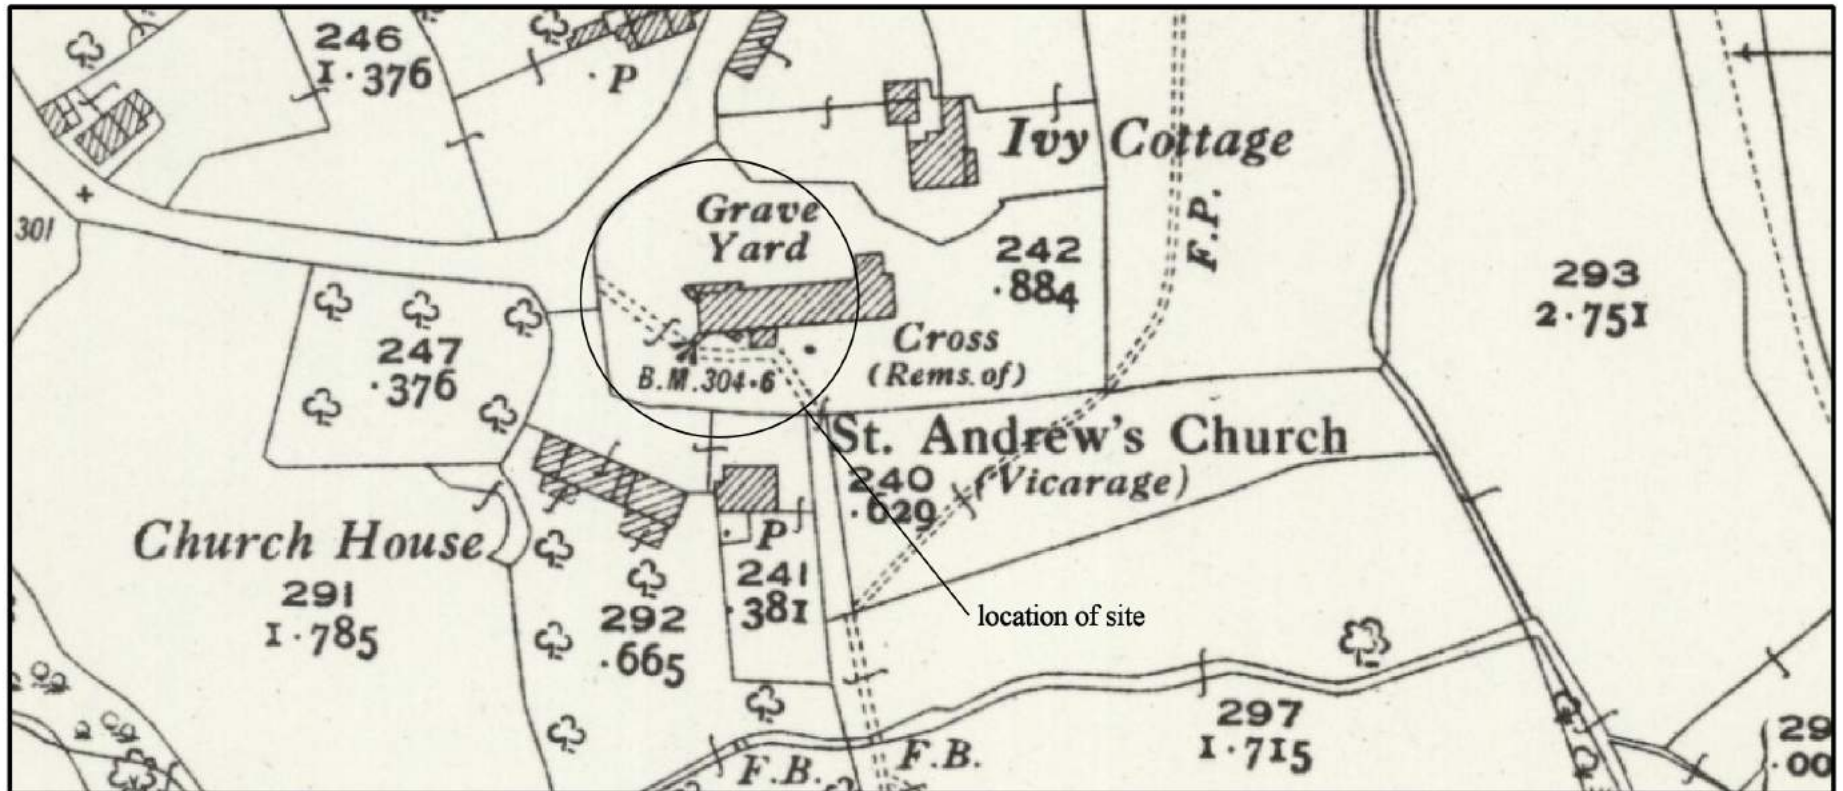 246
1·376
· P
Ivy Cottage
301
Grave
Yard
F.P.
242
·884
293
2·751
247
·376
Cross
(Rems. of)
B.M. 304·6
St. Andrew's Church
(Vicarage)
240
·629
Church House
291
1·785
P
241
·381
292
·665
location of site
297
1·715
F.B.
F.B.
29
·00